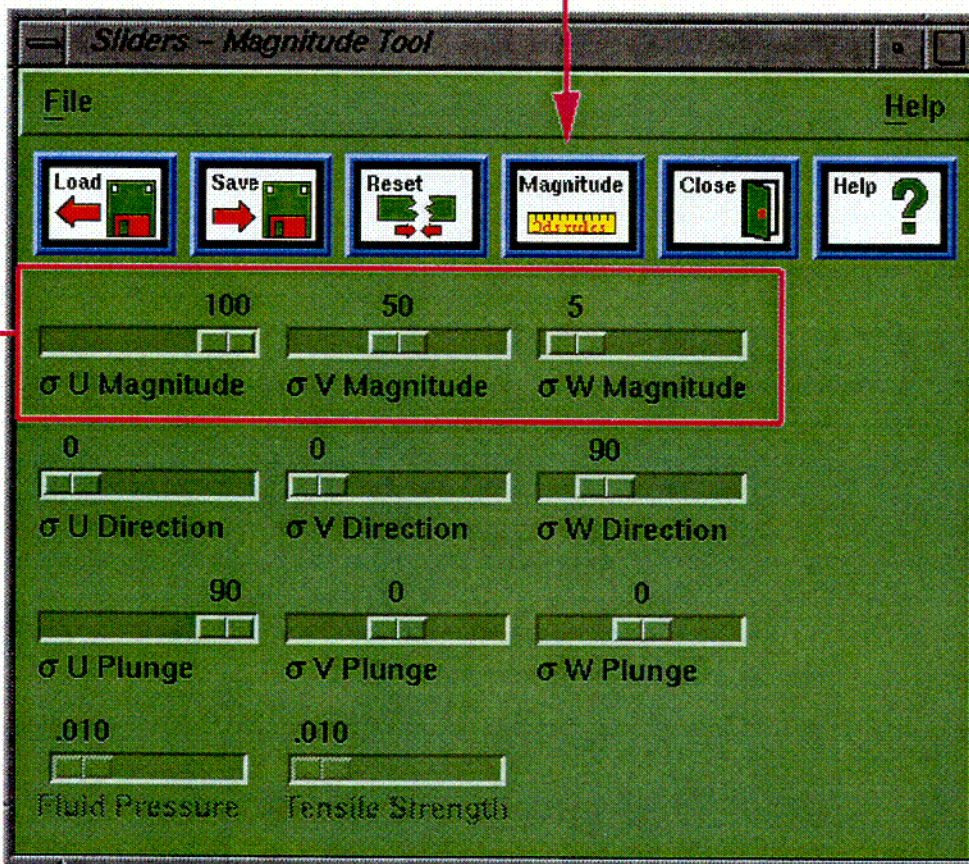 Sliders – Magnitude Tool
File Help
Load Save Reset Magnitude Close Help
100 50 5
σ U Magnitude σ V Magnitude σ W Magnitude
0 0 90
σ U Direction σ V Direction σ W Direction
90 0 0
σ U Plunge σ V Plunge σ W Plunge
.010 .010
Fluid Pressure Tensile Strength